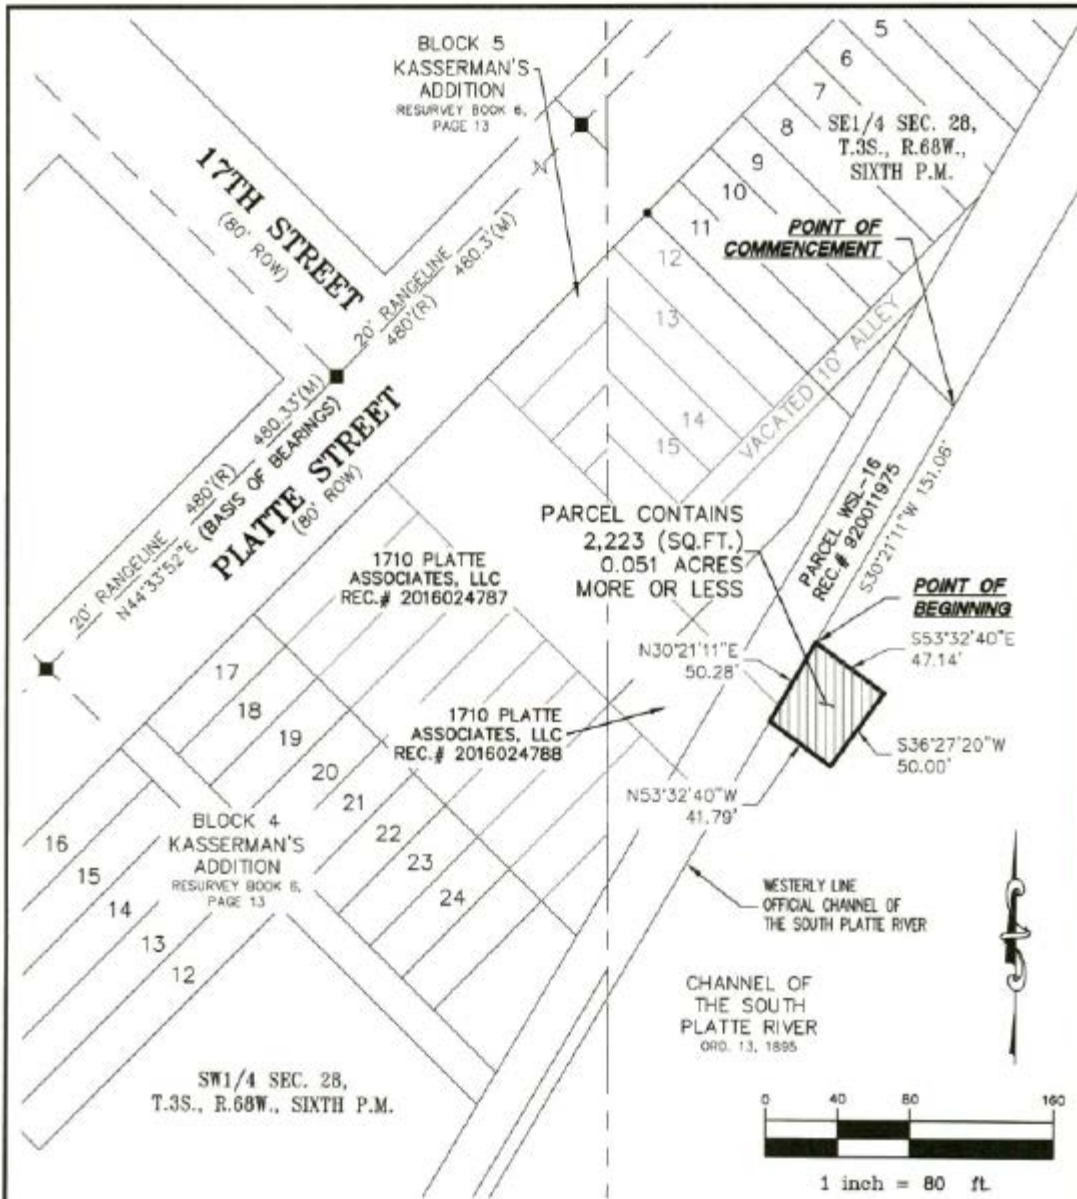 BLOCK 5
KASSERMAN'S
ADDITION
RESURVEY BOOK 6,
PAGE 13
5
6
7
8
9
10
11
12
13
14
15
SE1/4 SEC. 28,
T.3S., R.68W.,
SIXTH P.M.
17TH STREET
(80' ROW)
20' RANGELINE
480'(R) 480.3'(M)
POINT OF
COMMENCEMENT
VACATED 10' ALLEY
20' RANGELINE 480'(R) 480.33'(M)
N44°33'52"E (BASIS OF BEARINGS)
PLATTE STREET
(80' ROW)
PARCEL CONTAINS
2,223 (SQ.FT.)
0.051 ACRES
MORE OR LESS
PARCEL WSL-16
REC.# 820011975
S30°21'11"W 151.06'
1710 PLATTE
ASSOCIATES, LLC
REC.# 2016024787
POINT OF
BEGINNING
N30°21'11"E
50.28'
S53°32'40"E
47.14'
1710 PLATTE
ASSOCIATES, LLC
REC.# 2016024788
S36°27'20"W
50.00'
N53°32'40"W
41.79'
17
18
19
20
21
22
23
24
BLOCK 4
KASSERMAN'S
ADDITION
RESURVEY BOOK 6,
PAGE 13
16
15
14
13
12
WESTERLY LINE
OFFICIAL CHANNEL OF
THE SOUTH PLATTE RIVER
CHANNEL OF
THE SOUTH
PLATTE RIVER
ORD. 13, 1895
SW1/4 SEC. 28,
T.3S., R.68W., SIXTH P.M.
0 40 80 160
1 inch = 80 ft.